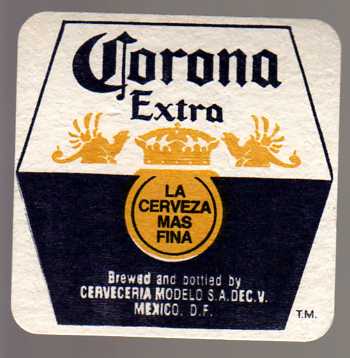 Corona
Extra
LA
CERVEZA
MAS
FINA
Brewed and bottled by
CERVECERIA MODELO S.A. DE C.V.
MEXICO, D.F.
T.M.